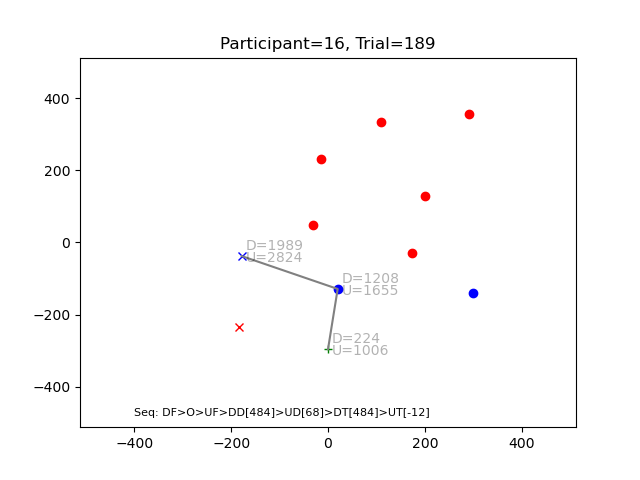 Participant=16, Trial=189
400
200
0
−200
−400
D=1989
U=2824
D=1208
U=1655
D=224
U=1006
Seq: DF>O>UF>DD[484]>UD[68]>DT[484]>UT[-12]
−400
−200
0
200
400